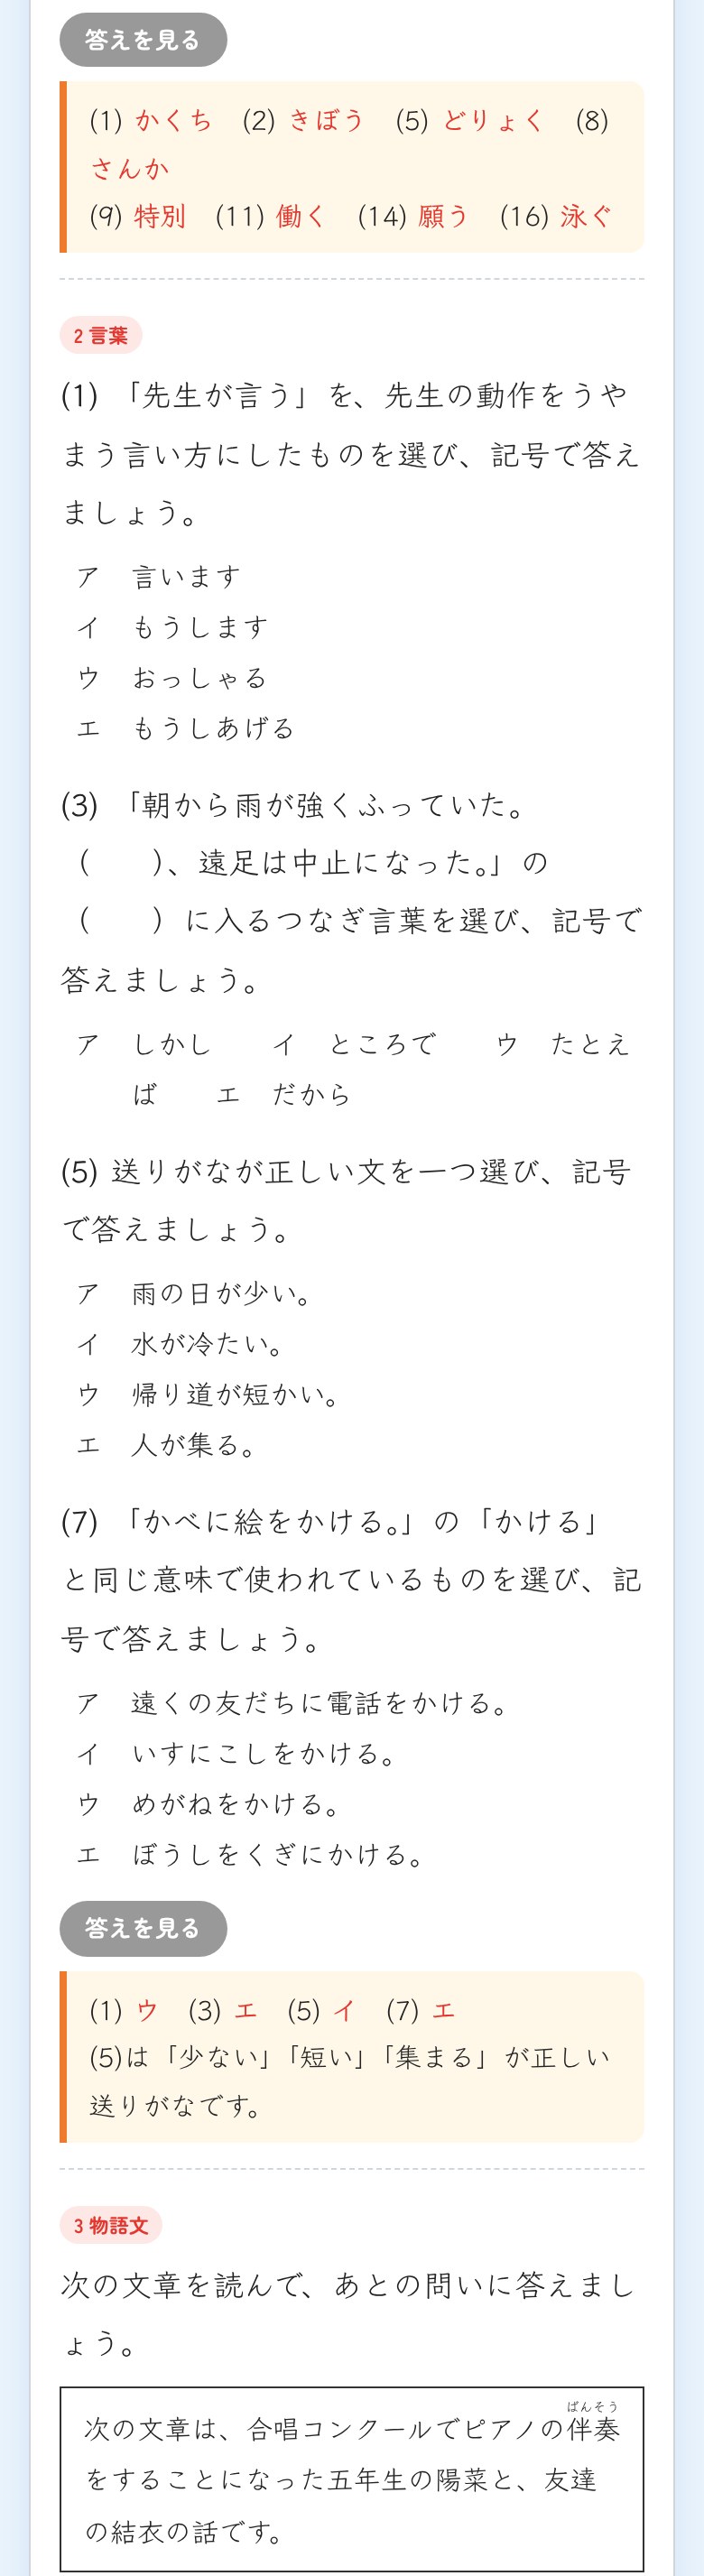 答えを見る
(1) かくち　(2) きぼう　(5) どりょく　(8)
さんか
(9) 特別　(11) 働く　(14) 願う　(16) 泳ぐ
2 言葉
(1) 「先生が言う」を、先生の動作をうや
まう言い方にしたものを選び、記号で答え
ましょう。
ア　言います
イ　もうします
ウ　おっしゃる
エ　もうしあげる
(3) 「朝から雨が強くふっていた。
（　　）、遠足は中止になった。」の
（　　）に入るつなぎ言葉を選び、記号で
答えましょう。
ア　しかし　　イ　ところで　　ウ　たとえ
ば　　エ　だから
(5) 送りがなが正しい文を一つ選び、記号
で答えましょう。
ア　雨の日が少い。
イ　水が冷たい。
ウ　帰り道が短かい。
エ　人が集る。
(7) 「かべに絵をかける。」の「かける」
と同じ意味で使われているものを選び、記
号で答えましょう。
ア　遠くの友だちに電話をかける。
イ　いすにこしをかける。
ウ　めがねをかける。
エ　ぼうしをくぎにかける。
答えを見る
(1) ウ　(3) エ　(5) イ　(7) エ
(5)は「少ない」「短い」「集まる」が正しい
送りがなです。
3 物語文
次の文章を読んで、あとの問いに答えまし
ょう。
ばんそう
次の文章は、合唱コンクールでピアノの伴奏
をすることになった五年生の陽菜と、友達
の結衣の話です。